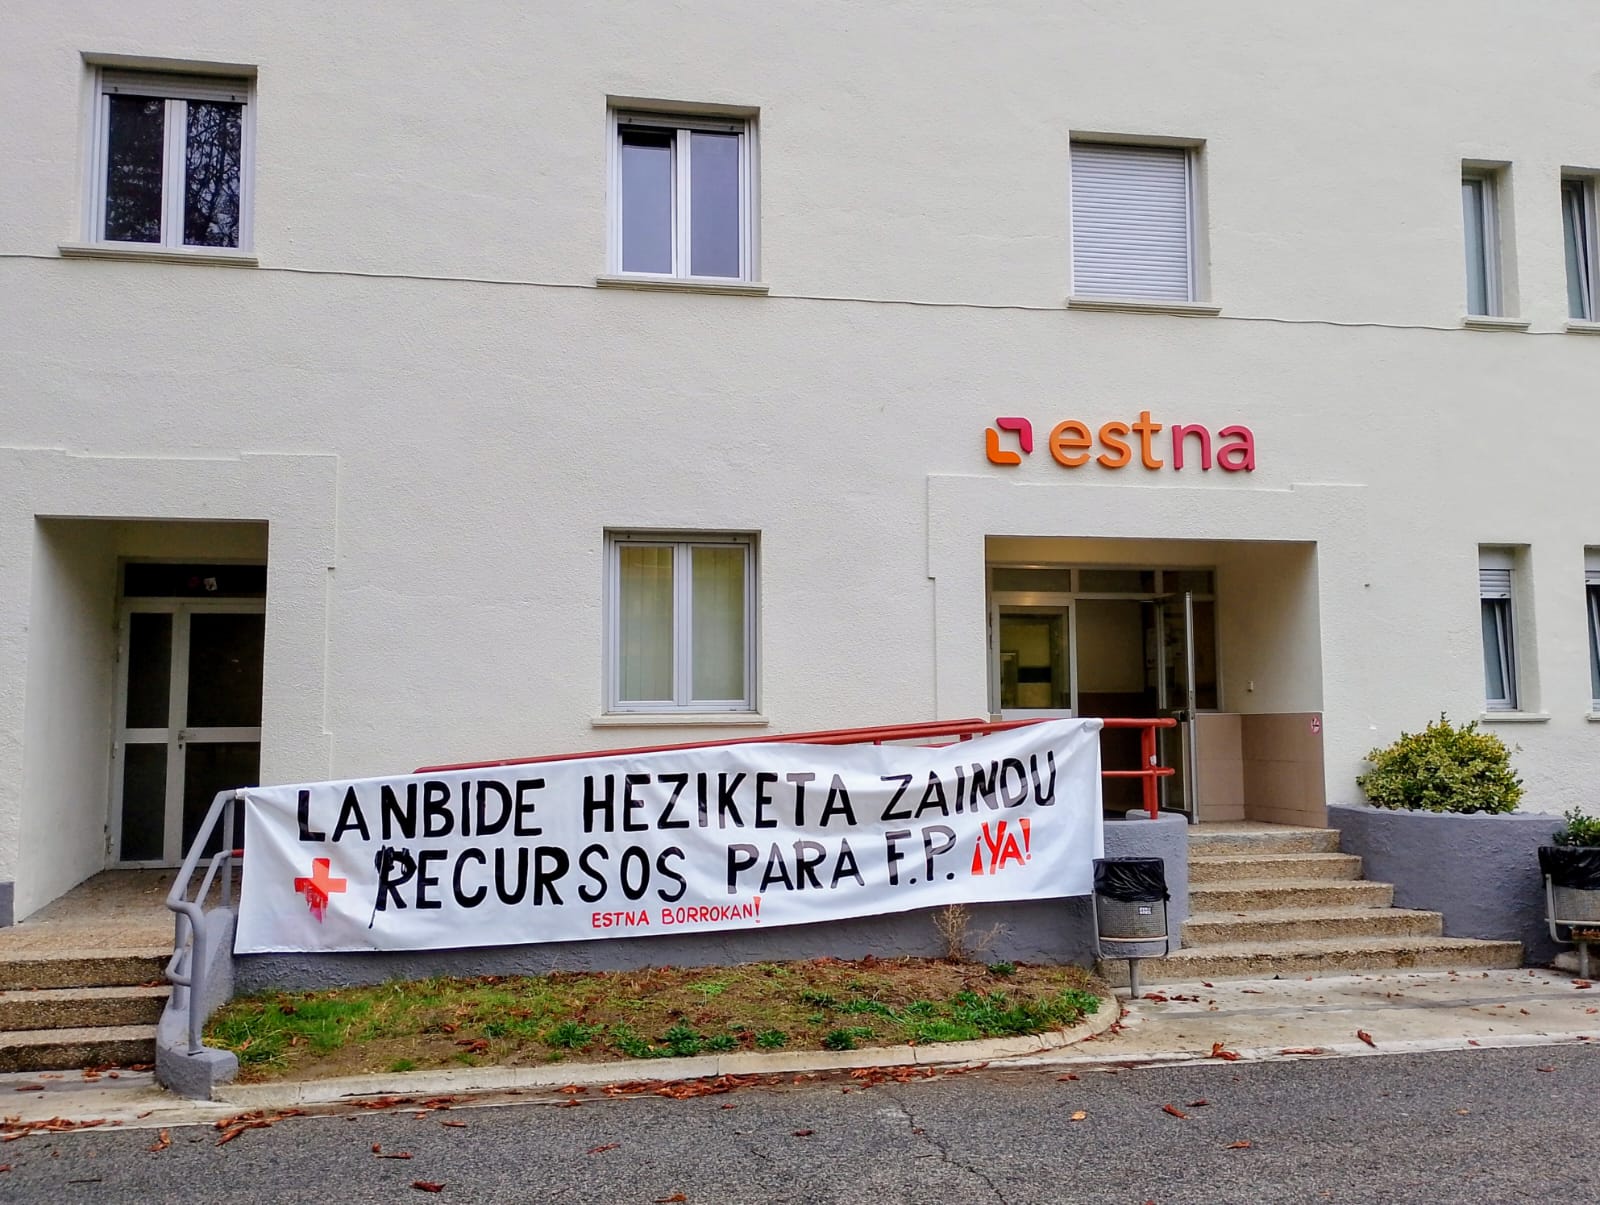 estna
LANBIDE HEZIKETA ZAINDU
+ RECURSOS PARA F.P. ¡YA!
ESTNA BORROKAN!